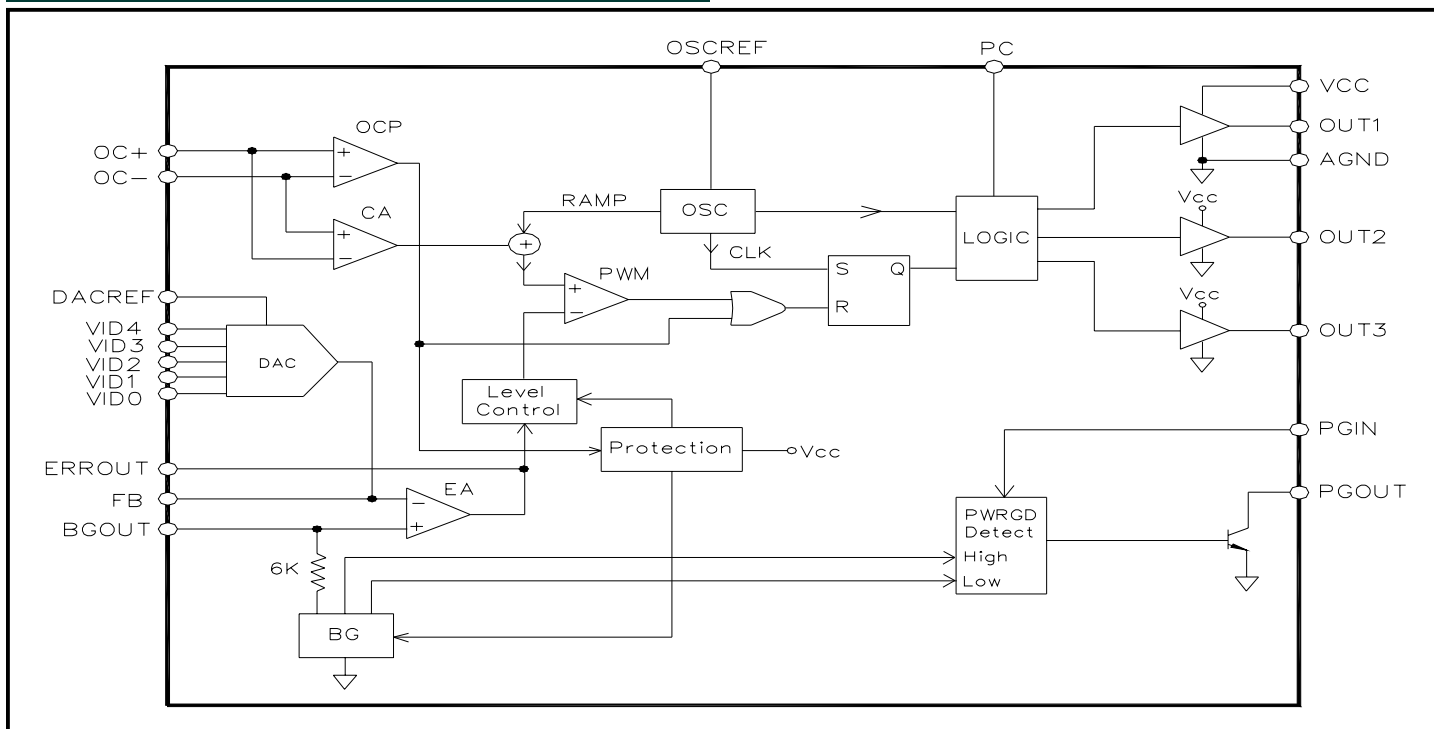 OSCREF
PC
VCC
OUT1
AGND
OCP
+
−
OC+
OC−
CA
+
−
RAMP
OSC
+
CLK
LOGIC
Vcc
OUT2
PWM
+
−
S
Q
R
DACREF
VID4
VID3
VID2
VID1
VID0
DAC
Vcc
OUT3
Level
Control
Protection
Vcc
PGIN
ERROUT
FB
BGOUT
EA
−
+
PGOUT
PWRGD
Detect
High
Low
6K
BG